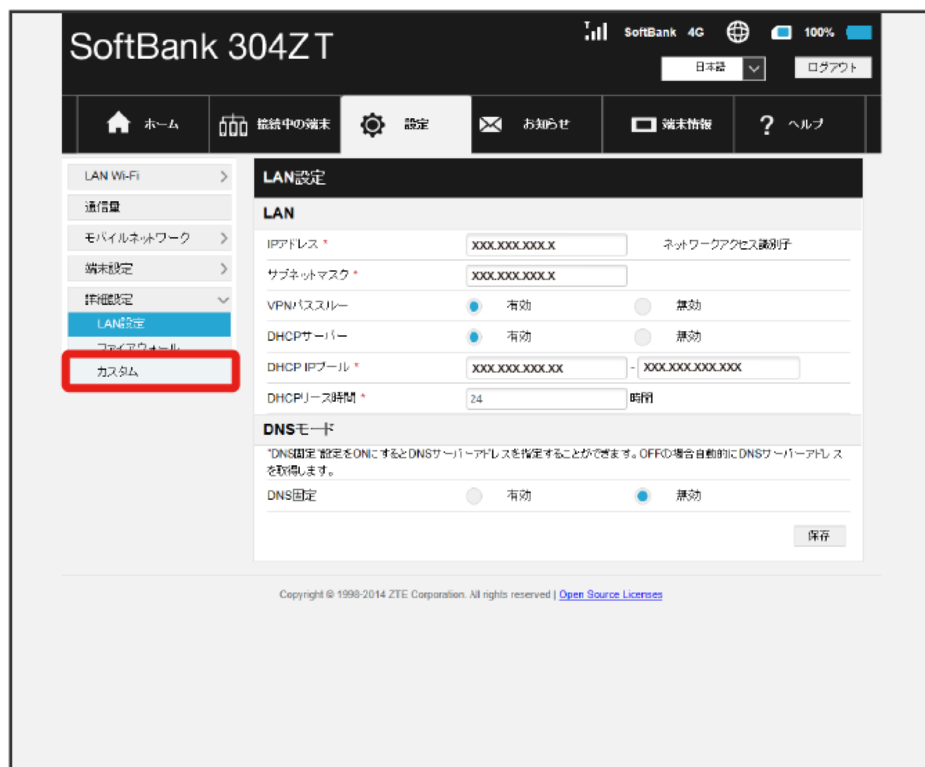 SoftBank 304ZT
SoftBank 4G 100%
日本語 ログアウト
ホーム 接続中の端末 設定 お知らせ 端末情報 ? ヘルプ
LAN Wi-Fi
通信量
モバイルネットワーク
端末設定
詳細設定
LAN設定
ファイアウォール
カスタム
LAN設定
LAN
IPアドレス * XXX.XXX.XXX.X ネットワークアクセス識別子
サブネットマスク * XXX.XXX.XXX.X
VPNパススルー 有効 無効
DHCPサーバー 有効 無効
DHCP IPプール * XXX.XXX.XXX.XX - XXX.XXX.XXX.XXX
DHCPリース時間 * 24 時間
DNSモード
"DNS固定"設定をONにするとDNSサーバーアドレスを指定することができます。OFFの場合自動的にDNSサーバーアドレス
を取得します。
DNS固定 有効 無効
保存
Copyright © 1998-2014 ZTE Corporation. All rights reserved | Open Source Licenses